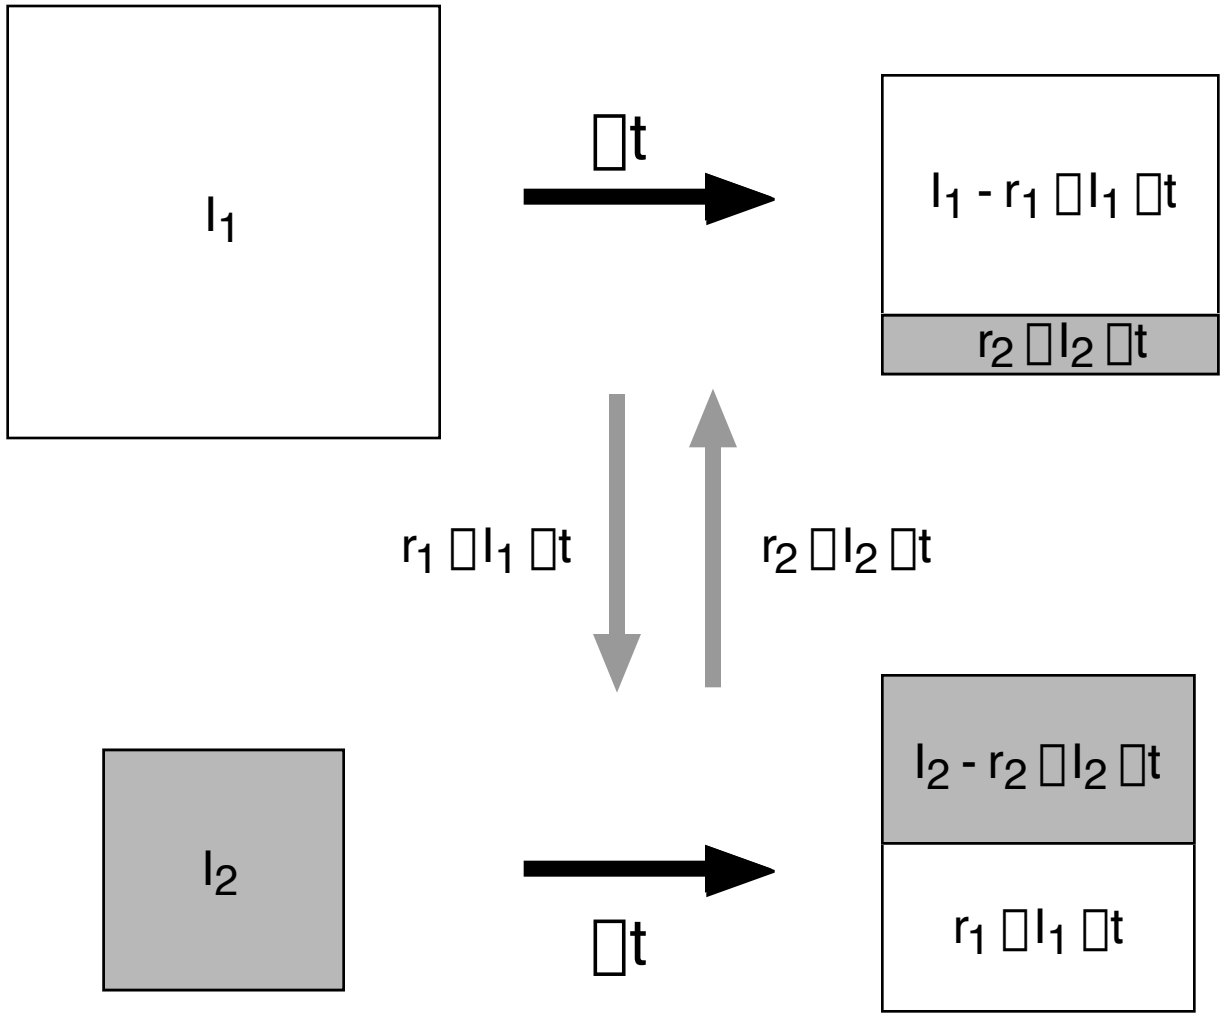 I₁
▯t
I₁ - r₁ ▯I₁ ▯t
r₂ ▯I₂ ▯t
r₁ ▯I₁ ▯t
r₂ ▯I₂ ▯t
I₂
▯t
I₂ - r₂ ▯I₂ ▯t
r₁ ▯I₁ ▯t